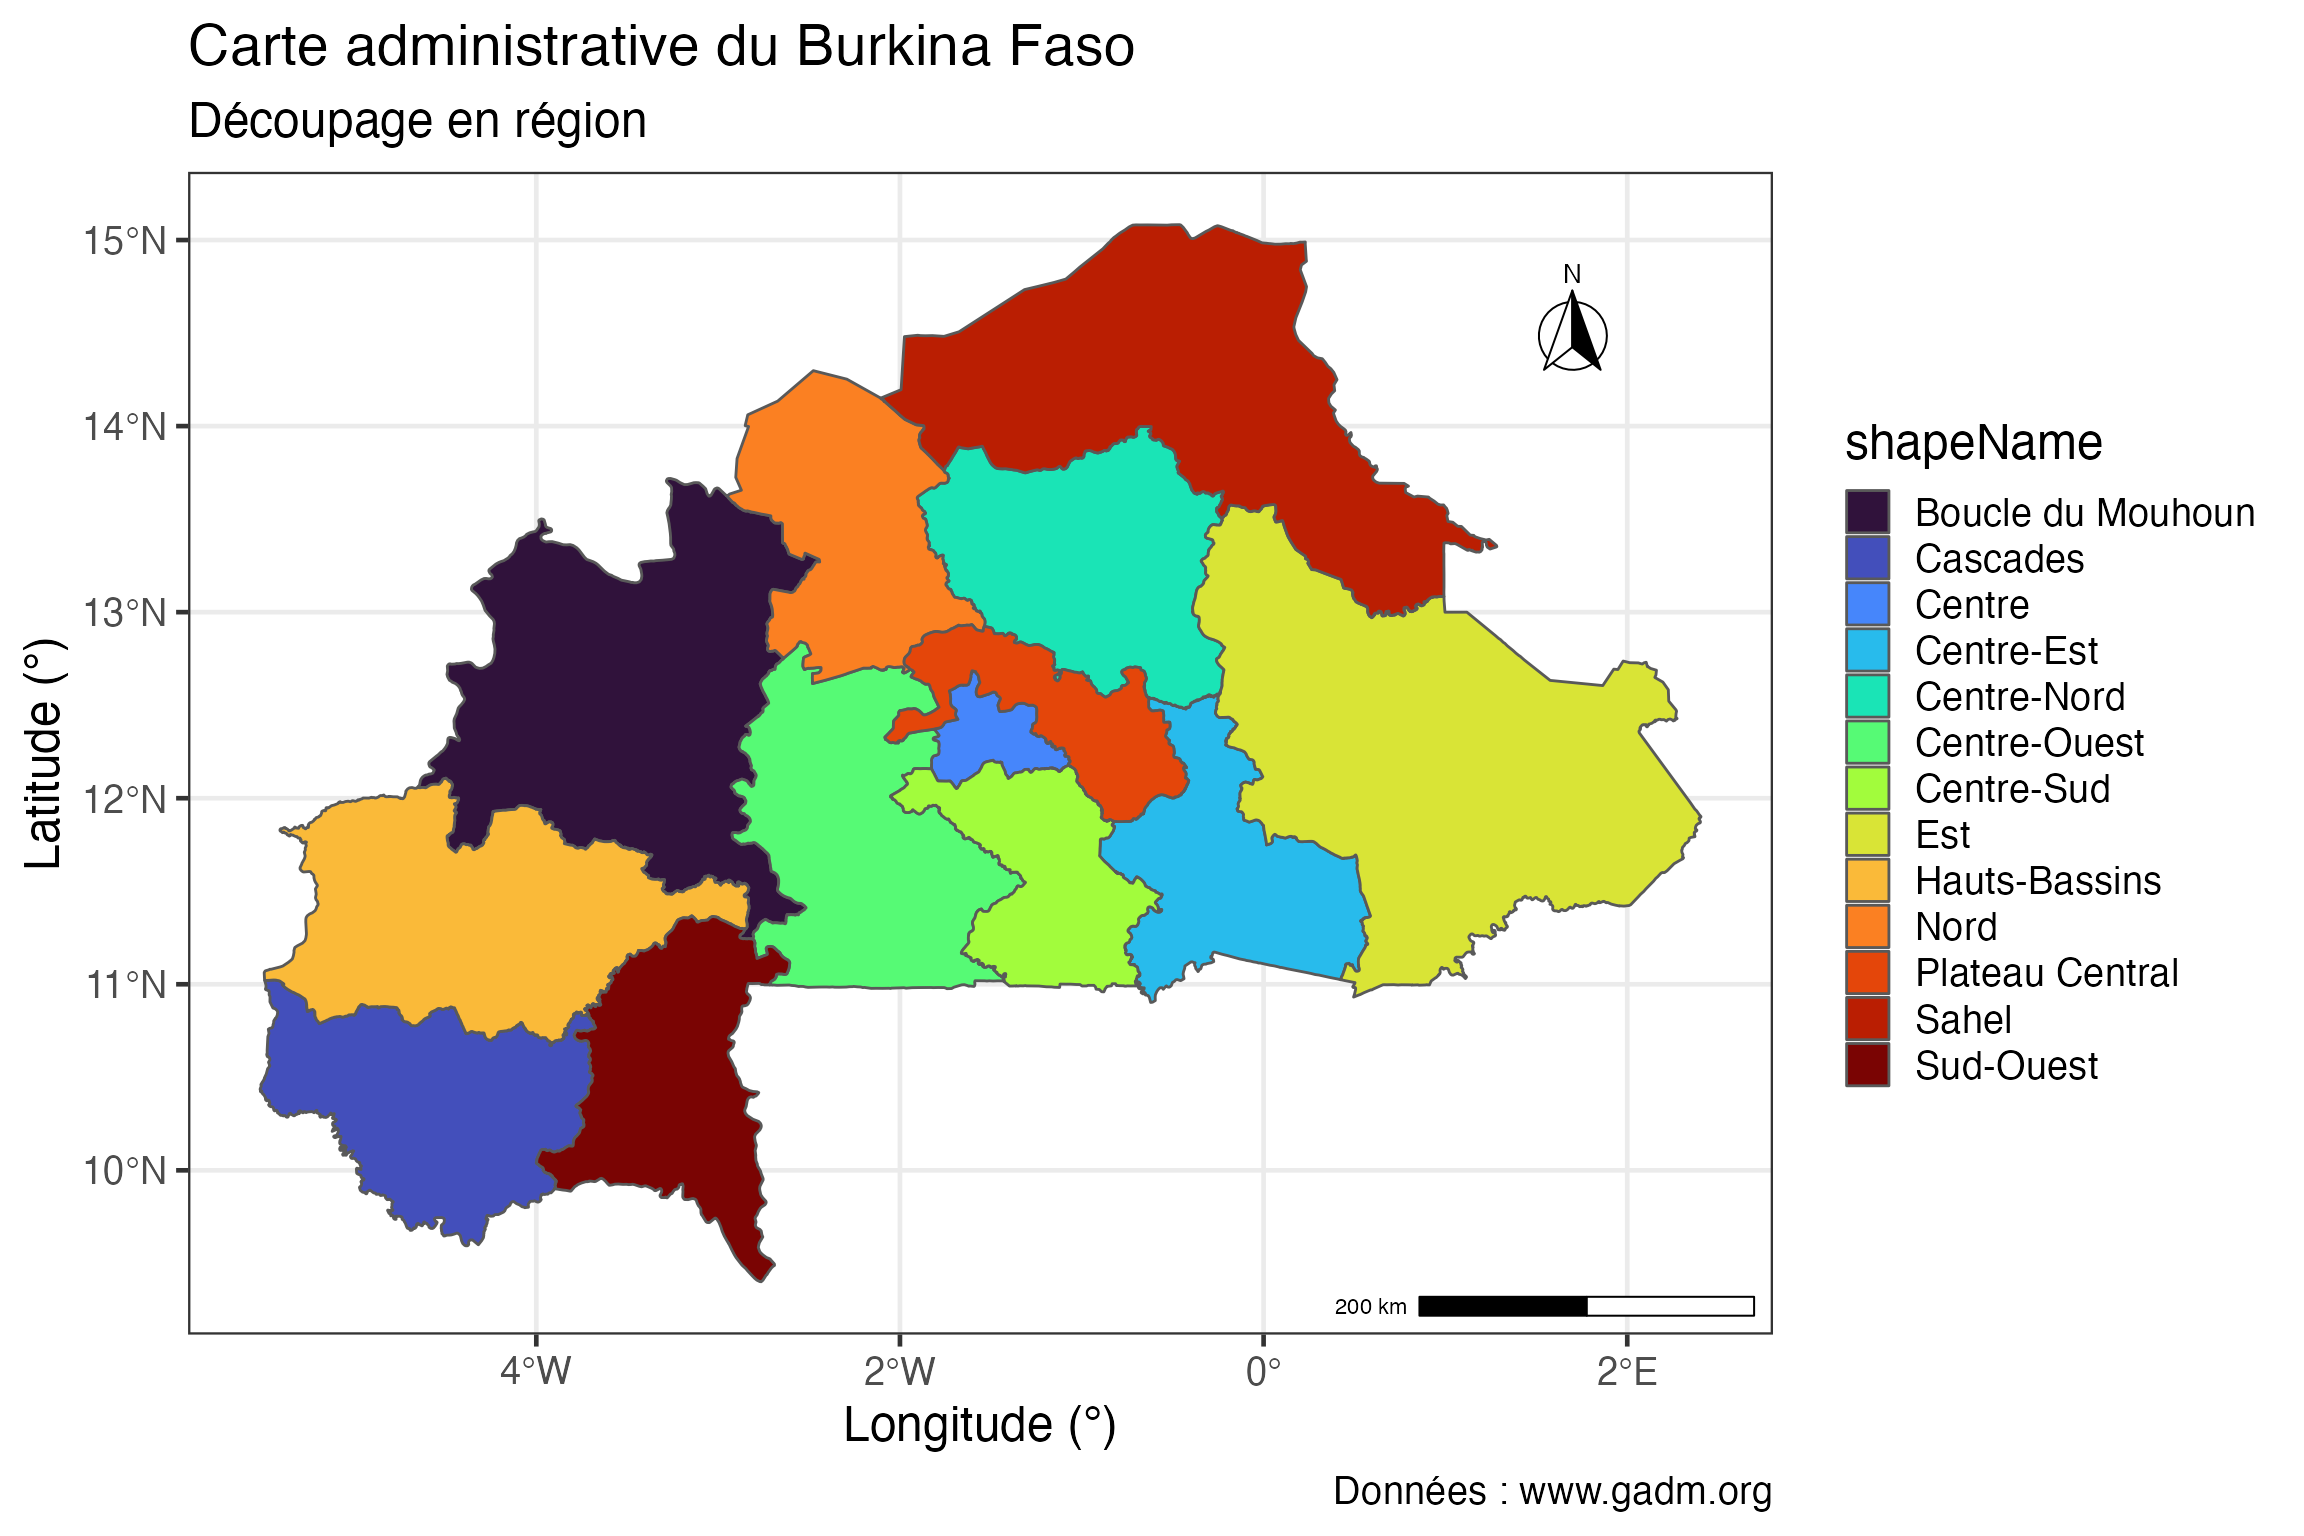 Carte administrative du Burkina Faso
Découpage en région
15°N
14°N
13°N
12°N
11°N
10°N
Latitude (°)
N
200 km
4°W
2°W
0°
2°E
Longitude (°)
shapeName
Boucle du Mouhoun
Cascades
Centre
Centre-Est
Centre-Nord
Centre-Ouest
Centre-Sud
Est
Hauts-Bassins
Nord
Plateau Central
Sahel
Sud-Ouest
Données : www.gadm.org